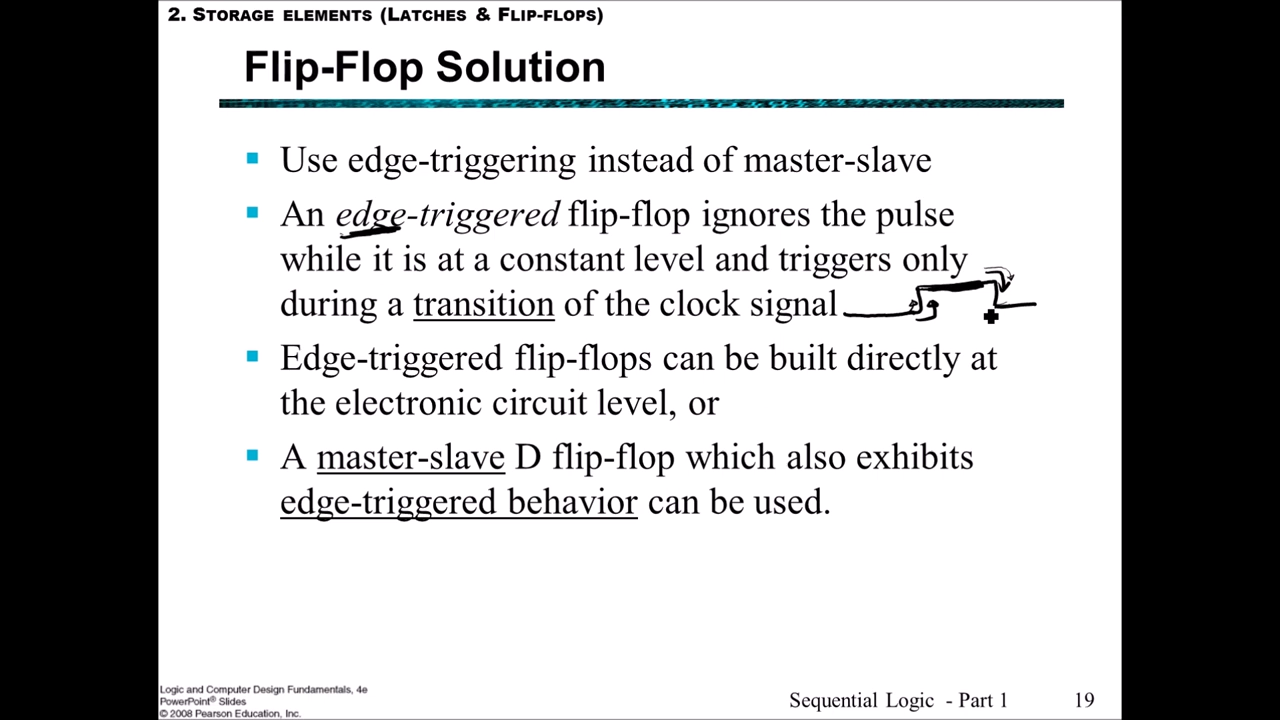 2. STORAGE ELEMENTS (LATCHES & FLIP-FLOPS)
Flip-Flop Solution
Use edge-triggering instead of master-slave
An edge-triggered flip-flop ignores the pulse
while it is at a constant level and triggers only
during a transition of the clock signal
Edge-triggered flip-flops can be built directly at
the electronic circuit level, or
A master-slave D flip-flop which also exhibits
edge-triggered behavior can be used.
Logic and Computer Design Fundamentals, 4e
PowerPoint® Slides
© 2008 Pearson Education, Inc.
Sequential Logic - Part 1 19